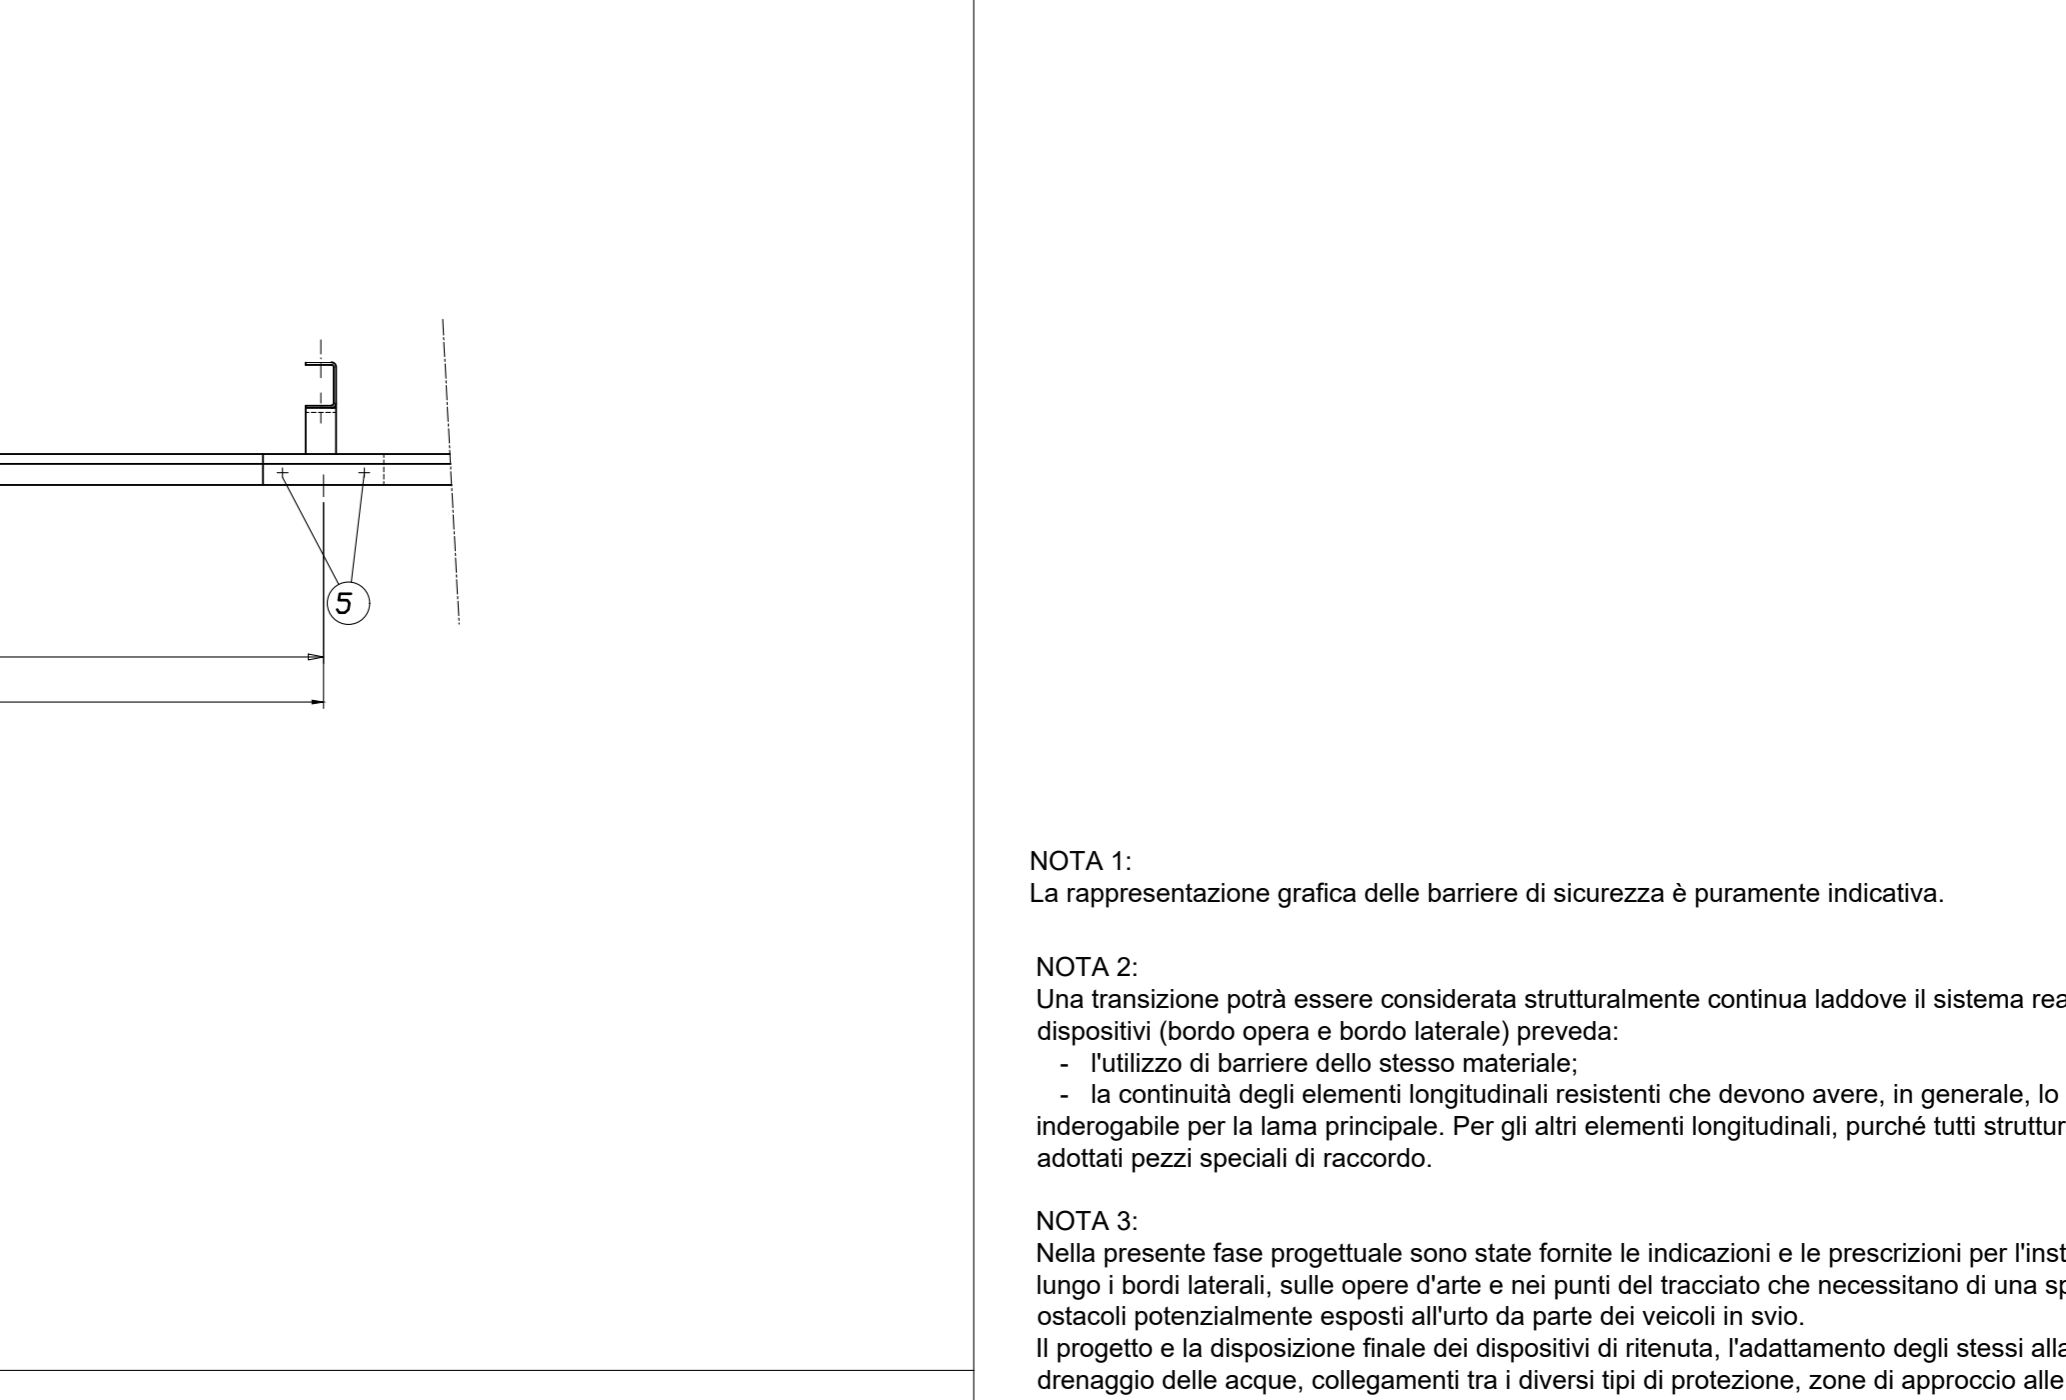 5
NOTA 1:
La rappresentazione grafica delle barriere di sicurezza è puramente indicativa.
NOTA 2:
Una transizione potrà essere considerata strutturalmente continua laddove il sistema
dispositivi (bordo opera e bordo laterale) preveda:
- l'utilizzo di barriere dello stesso materiale;
- la continuità degli elementi longitudinali resistenti che devono avere, in generale, lo
inderogabile per la lama principale. Per gli altri elementi longitudinali, purché tutti
adottati pezzi speciali di raccordo.
NOTA 3:
Nella presente fase progettuale sono state fornite le indicazioni e le prescrizioni per
lungo i bordi laterali, sulle opere d'arte e nei punti del tracciato che necessitano di una
ostacoli potenzialmente esposti all'urto da parte dei veicoli in svio.
Il progetto e la disposizione finale dei dispositivi di ritenuta, l'adattamento degli stessi alla
drenaggio delle acque, collegamenti tra i diversi tipi di protezione, zone di approccio alle